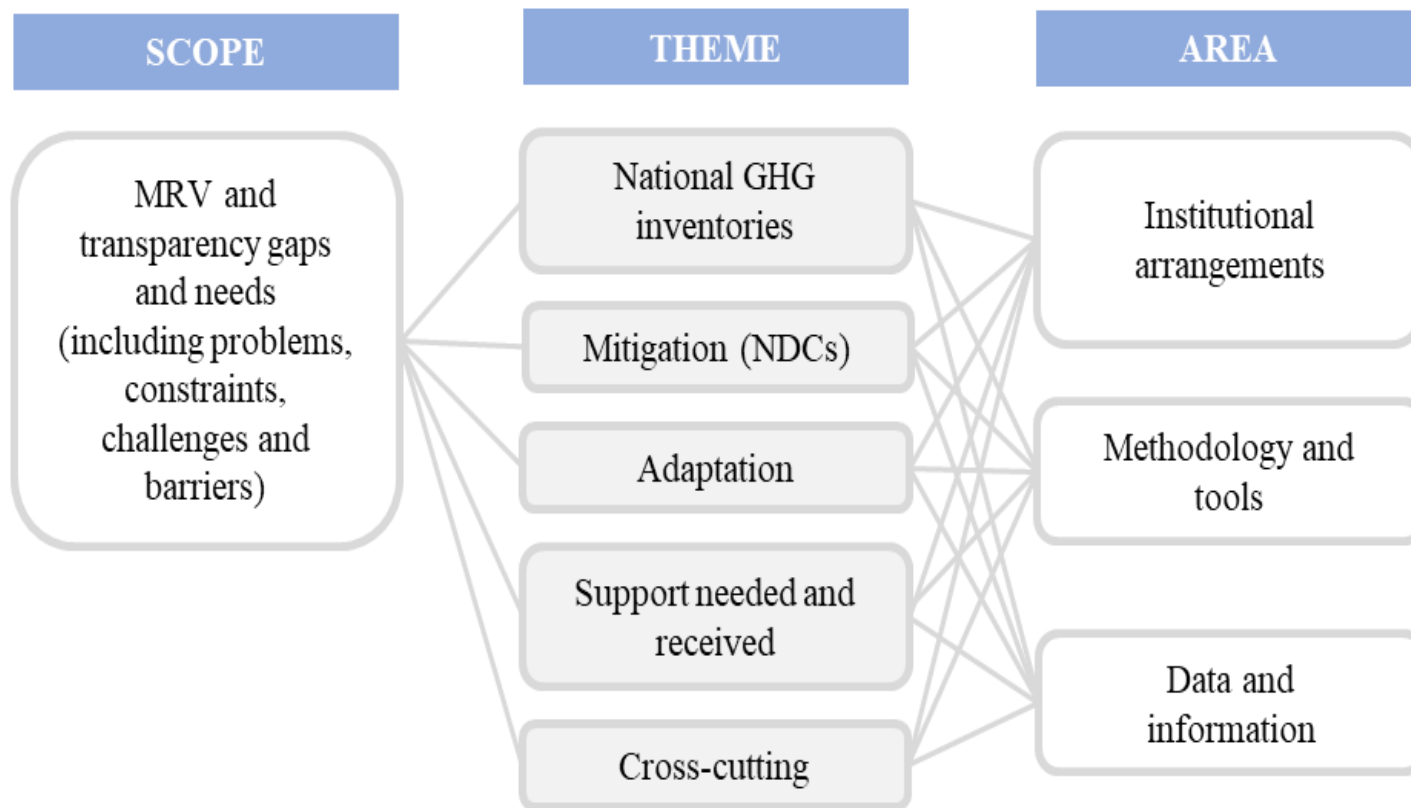 SCOPE
THEME
AREA
MRV and
transparency gaps
and needs
(including problems,
constraints,
challenges and
barriers)
National GHG
inventories
Mitigation (NDCs)
Adaptation
Support needed and
received
Cross-cutting
Institutional
arrangements
Methodology and
tools
Data and
information